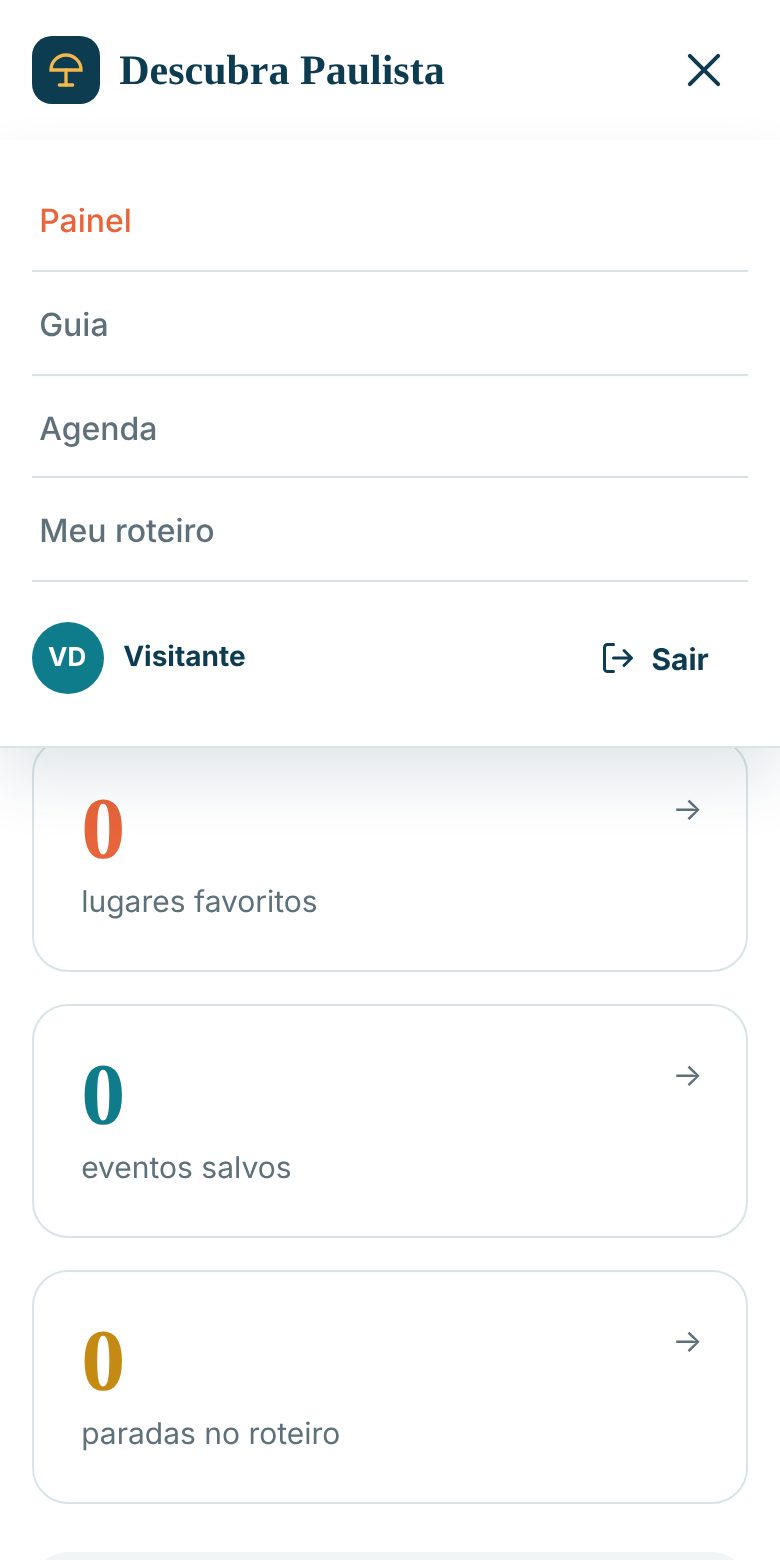 Descubra Paulista
Painel
Guia
Agenda
Meu roteiro
VD Visitante Sair
0
lugares favoritos
0
eventos salvos
0
paradas no roteiro